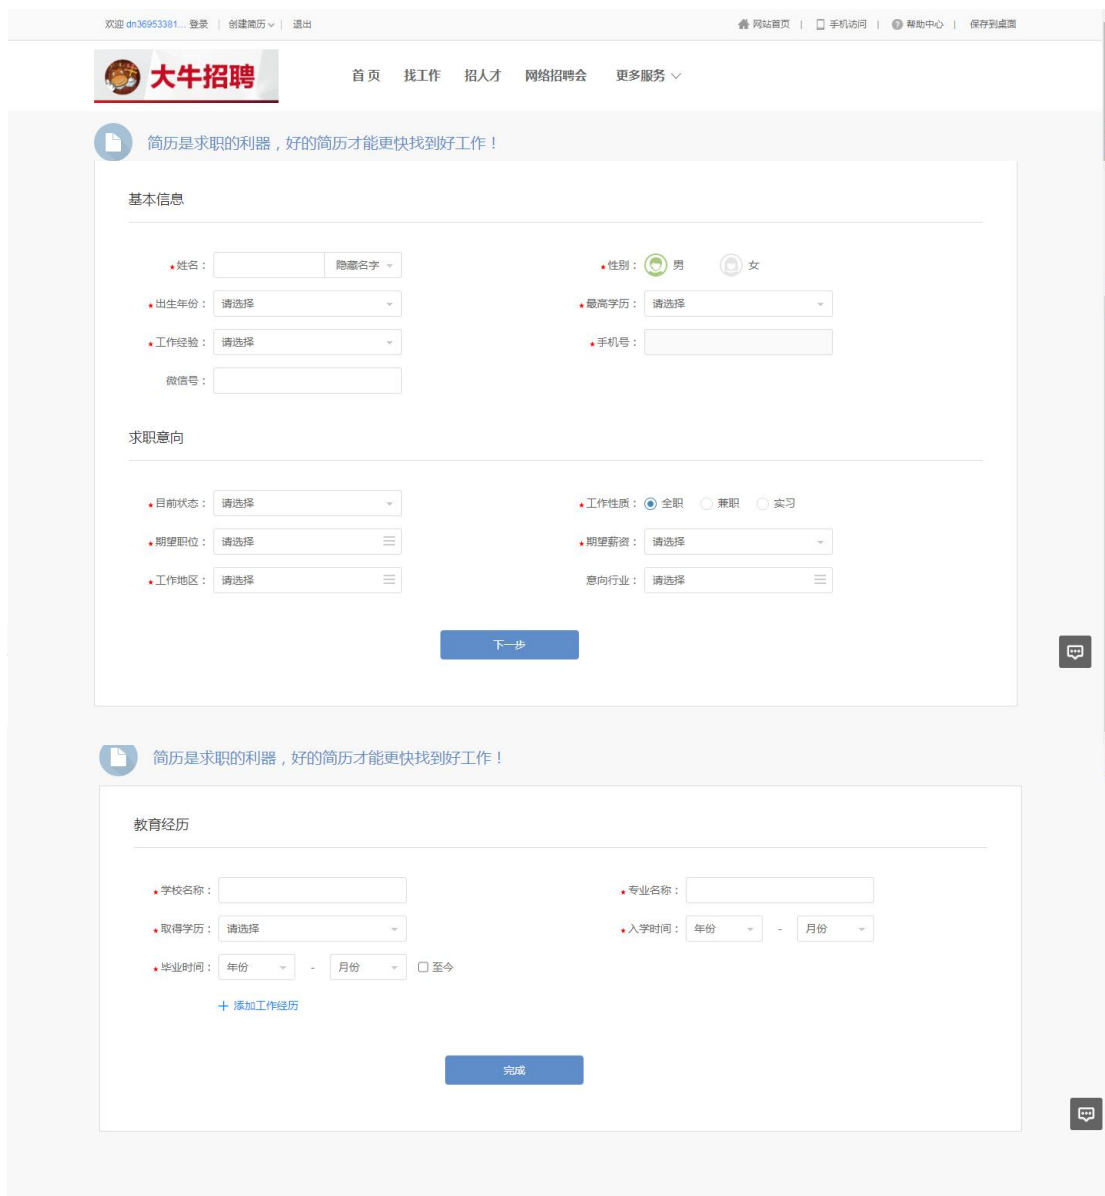 欢迎 dn36953381... 登录 | 创建简历 | 退出 网站首页 | 手机访问 | 帮助中心 | 保存到桌面
大牛招聘 首页 找工作 招人才 网络招聘会 更多服务
简历是求职的利器，好的简历才能更快找到好工作！
基本信息
*姓名： 隐藏名字 *性别： 男 女
*出生年份： 请选择 *最高学历： 请选择
*工作经验： 请选择 *手机号：
微信号：
求职意向
*目前状态： 请选择 *工作性质： 全职 兼职 实习
*期望职位： 请选择 *期望薪资： 请选择
*工作地区： 请选择 意向行业： 请选择
下一步
简历是求职的利器，好的简历才能更快找到好工作！
教育经历
*学校名称： *专业名称：
*取得学历： 请选择 *入学时间： 年份 - 月份
*毕业时间： 年份 - 月份 至今
+ 添加工作经历
完成